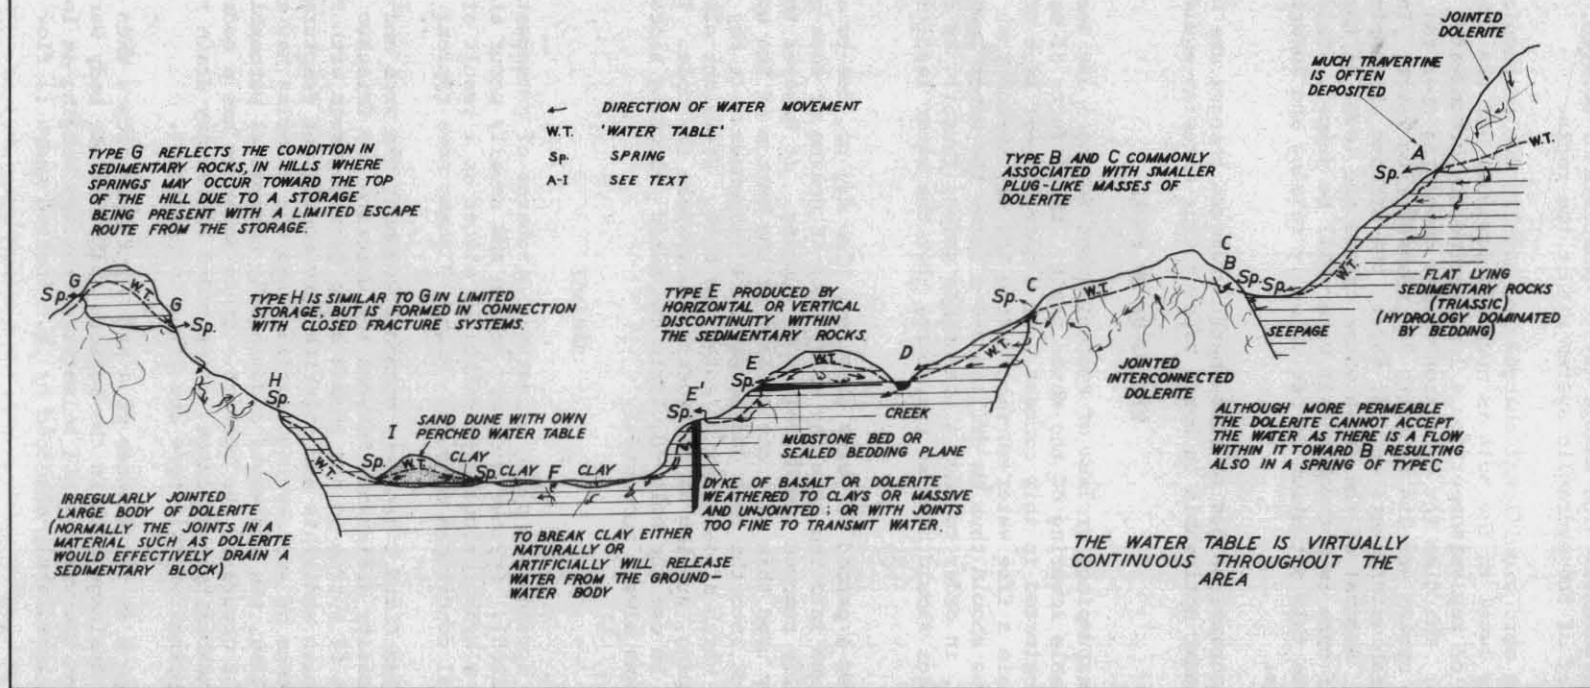 JOINTED
DOLERITE
MUCH TRAVERTINE
IS OFTEN
DEPOSITED
← DIRECTION OF WATER MOVEMENT
W.T. 'WATER TABLE'
Sp. SPRING
A-I SEE TEXT
TYPE G REFLECTS THE CONDITION IN
SEDIMENTARY ROCKS, IN HILLS WHERE
SPRINGS MAY OCCUR TOWARD THE TOP
OF THE HILL DUE TO A STORAGE
BEING PRESENT WITH A LIMITED ESCAPE
ROUTE FROM THE STORAGE.
TYPE B AND C COMMONLY
ASSOCIATED WITH SMALLER
PLUG-LIKE MASSES OF
DOLERITE
A
Sp.
W.T.
G
Sp.
W.T.
G
Sp.
TYPE H IS SIMILAR TO G IN LIMITED
STORAGE, BUT IS FORMED IN CONNECTION
WITH CLOSED FRACTURE SYSTEMS.
TYPE E PRODUCED BY
HORIZONTAL OR VERTICAL
DISCONTINUITY WITHIN
THE SEDIMENTARY ROCKS.
C
B
Sp.
Sp.
W.T.
C
Sp.
W.T.
W.T.
FLAT LYING
SEDIMENTARY ROCKS
(TRIASSIC)
(HYDROLOGY DOMINATED
BY BEDDING)
SEEPAGE
JOINTED
INTERCONNECTED
DOLERITE
H
Sp.
W.T.
E
Sp.
W.T.
D
E'
Sp.
CREEK
SAND DUNE WITH OWN
PERCHED WATER TABLE
I
Sp.
W.T.
CLAY
Sp.
CLAY
F
CLAY
MUDSTONE BED OR
SEALED BEDDING PLANE
ALTHOUGH MORE PERMEABLE
THE DOLERITE CANNOT ACCEPT
THE WATER AS THERE IS A FLOW
WITHIN IT TOWARD B RESULTING
ALSO IN A SPRING OF TYPE C
DYKE OF BASALT OR DOLERITE
WEATHERED TO CLAYS OR MASSIVE
AND UNJOINTED; OR WITH JOINTS
TOO FINE TO TRANSMIT WATER.
IRREGULARLY JOINTED
LARGE BODY OF DOLERITE
(NORMALLY THE JOINTS IN A
MATERIAL SUCH AS DOLERITE
WOULD EFFECTIVELY DRAIN A
SEDIMENTARY BLOCK)
TO BREAK CLAY EITHER
NATURALLY OR
ARTIFICIALLY WILL RELEASE
WATER FROM THE GROUND-
WATER BODY
THE WATER TABLE IS VIRTUALLY
CONTINUOUS THROUGHOUT THE
AREA